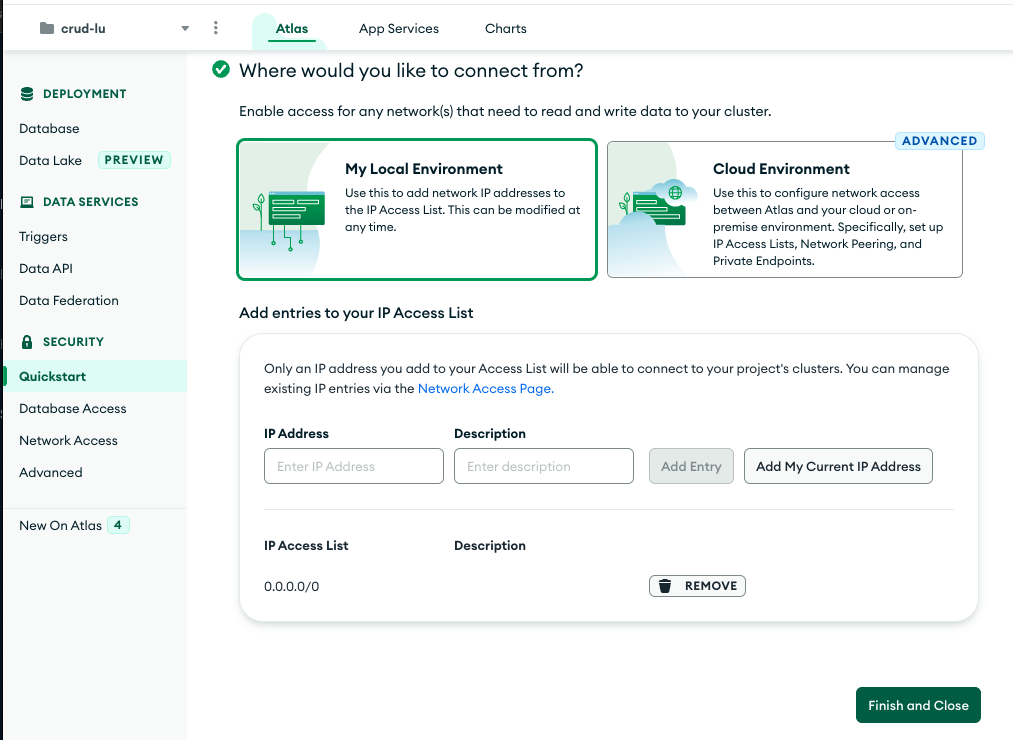 crud-lu
Atlas
App Services
Charts
DEPLOYMENT
Database
Data Lake PREVIEW
DATA SERVICES
Triggers
Data API
Data Federation
SECURITY
Quickstart
Database Access
Network Access
Advanced
New On Atlas 4
Where would you like to connect from?
Enable access for any network(s) that need to read and write data to your cluster.
My Local Environment
Use this to add network IP addresses to
the IP Access List. This can be modified at
any time.
ADVANCED
Cloud Environment
Use this to configure network access
between Atlas and your cloud or on-
premise environment. Specifically, set up
IP Access Lists, Network Peering, and
Private Endpoints.
Add entries to your IP Access List
Only an IP address you add to your Access List will be able to connect to your project's clusters. You can manage
existing IP entries via the Network Access Page.
IP Address
Description
Enter IP Address
Enter description
Add Entry
Add My Current IP Address
IP Access List
Description
0.0.0.0/0
REMOVE
Finish and Close